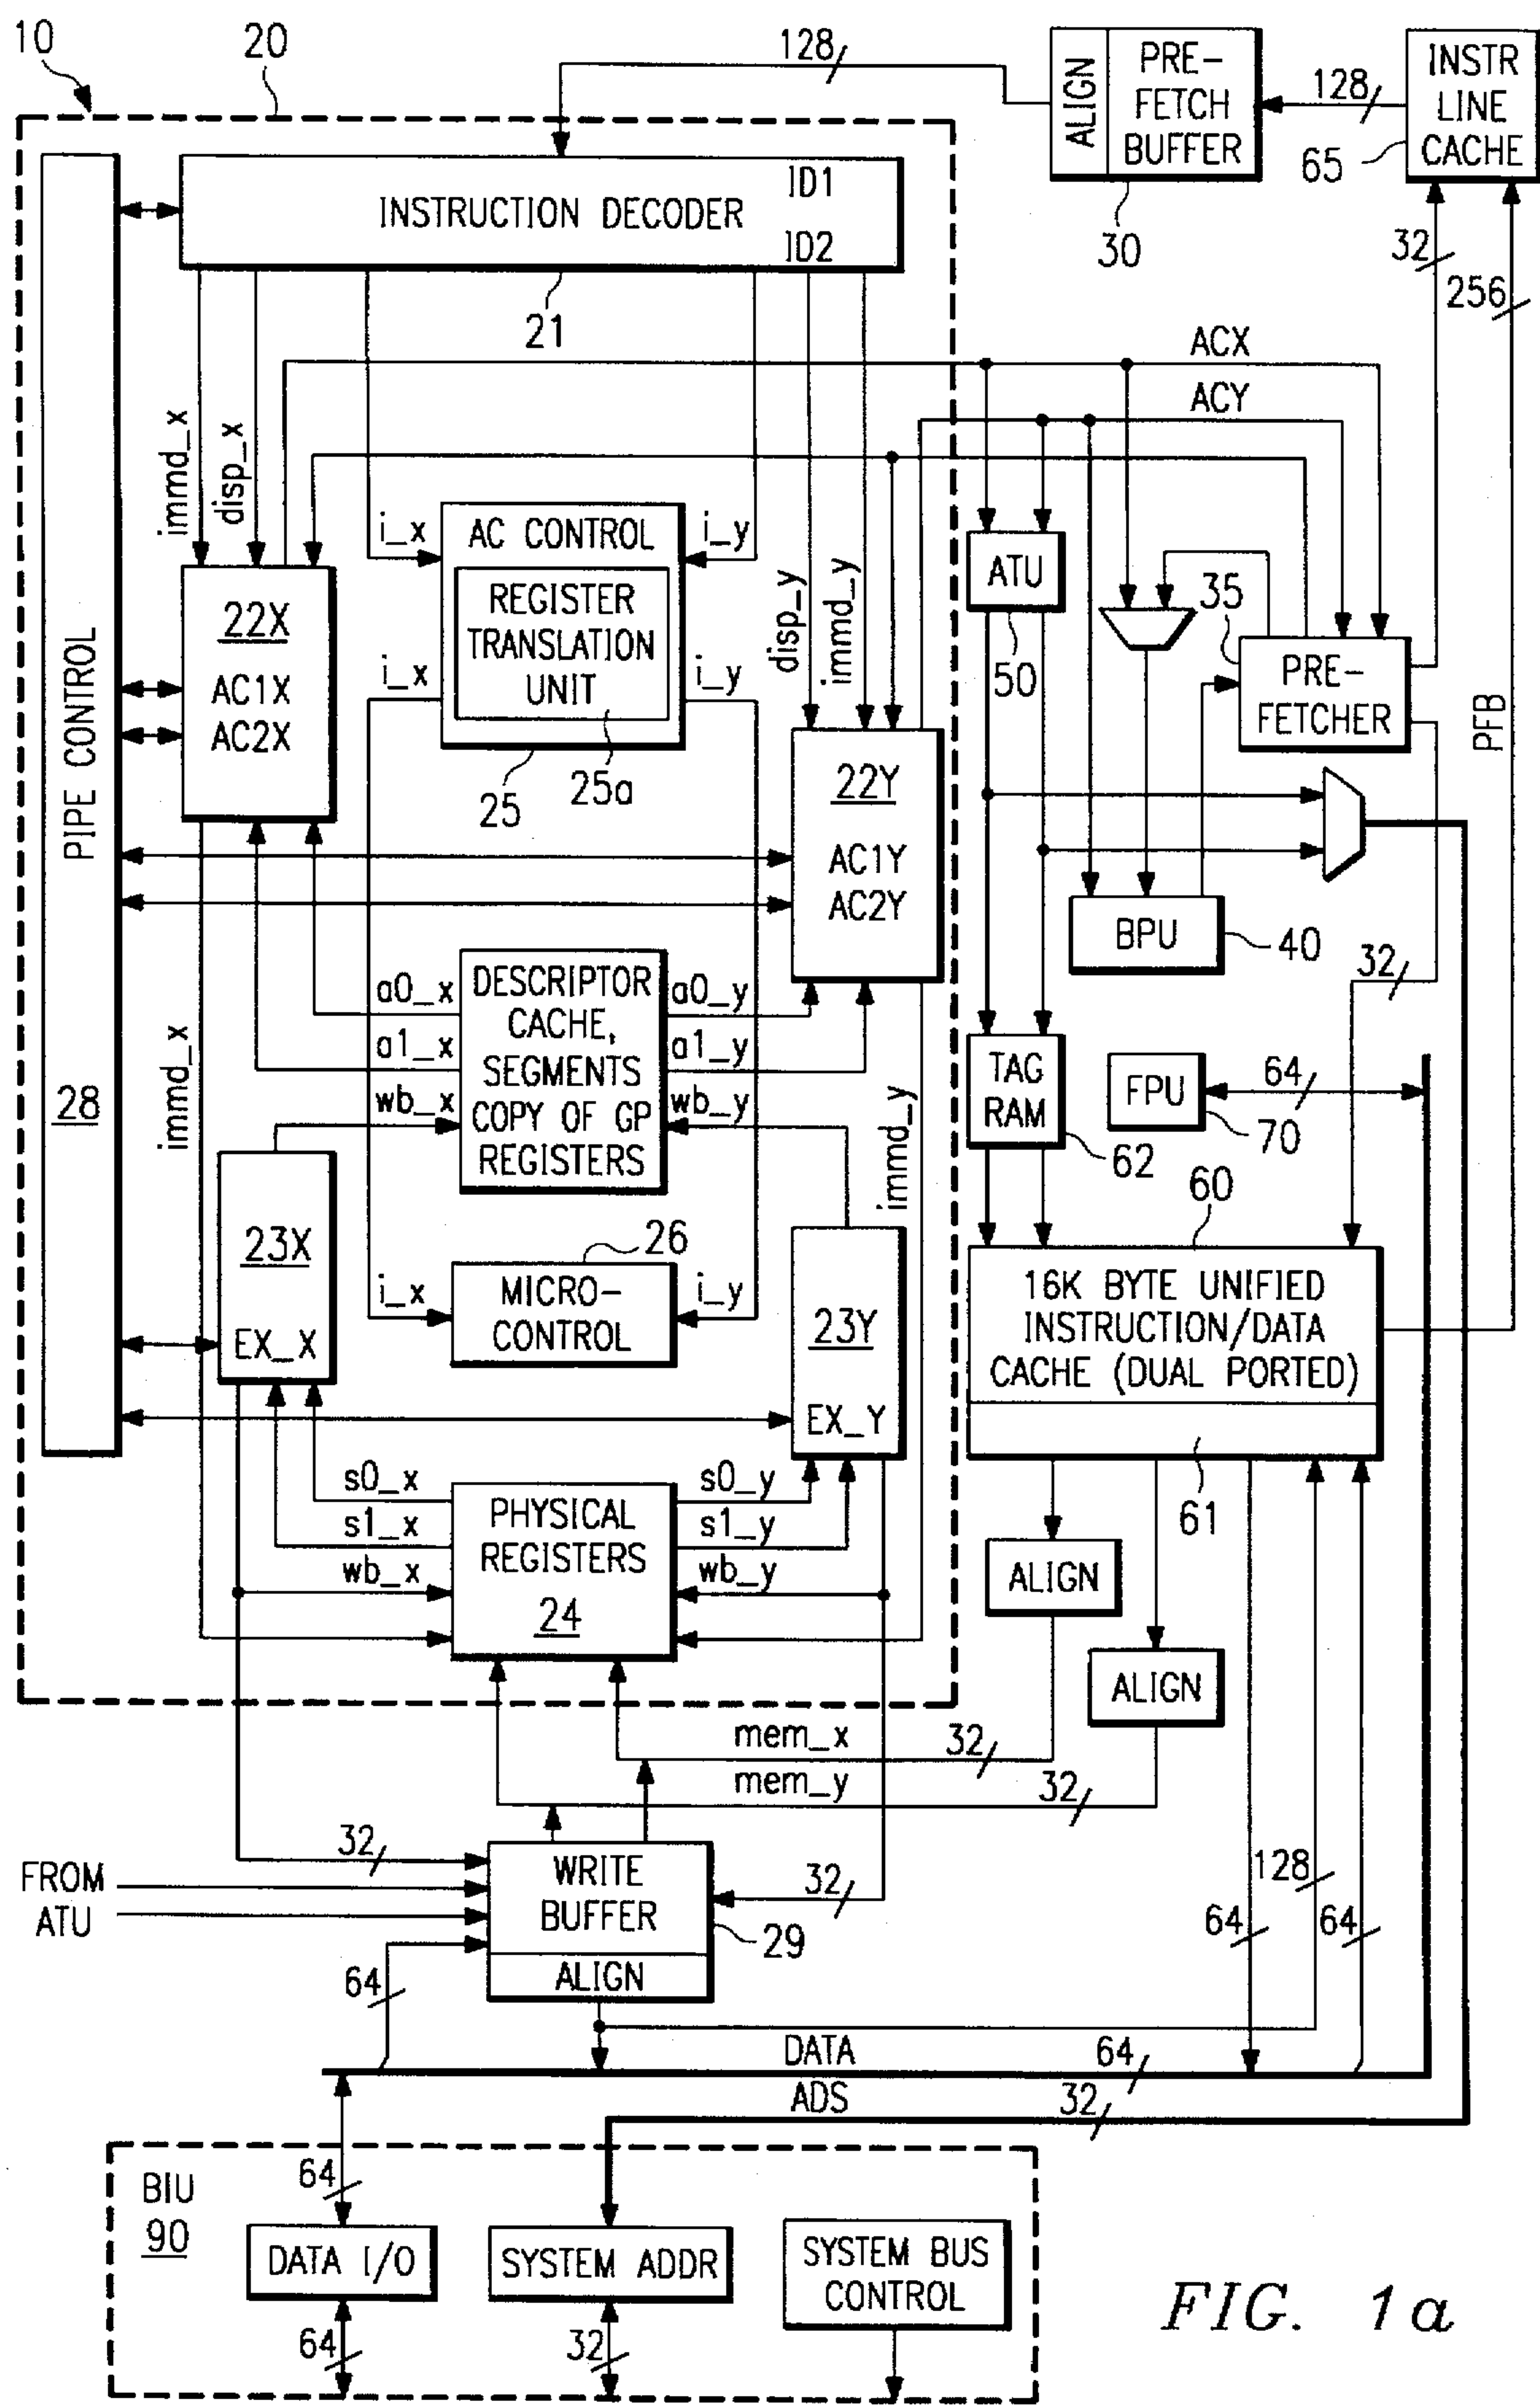 10
20
128
ALIGN
PRE-
FETCH
BUFFER
30
128
INSTR
LINE
CACHE
65
INSTRUCTION DECODER
ID1
ID2
21
32
256
ACX
ACY
immd_x
disp_x
i_x
AC CONTROL
i_y
REGISTER
TRANSLATION
UNIT
i_x
i_y
25
25a
disp_y
immd_y
ATU
50
35
PRE-
FETCHER
PFB
PIPE CONTROL
28
22X
AC1X
AC2X
22Y
AC1Y
AC2Y
BPU
40
32
a0_x
a1_x
wb_x
DESCRIPTOR
CACHE,
SEGMENTS
COPY OF GP
REGISTERS
a0_y
a1_y
wb_y
immd_x
immd_y
TAG
RAM
62
FPU
70
64
60
23X
EX_X
26
i_x
MICRO-
CONTROL
i_y
23Y
EX_Y
16K BYTE UNIFIED
INSTRUCTION/DATA
CACHE (DUAL PORTED)
61
s0_x
s1_x
wb_x
PHYSICAL
REGISTERS
24
s0_y
s1_y
wb_y
ALIGN
ALIGN
mem_x
32
mem_y
32
32
FROM
ATU
WRITE
BUFFER
ALIGN
32
29
64
64
128
64
DATA
64
ADS
32
BIU
90
64
DATA I/O
64
SYSTEM ADDR
32
SYSTEM BUS
CONTROL
FIG. 1a